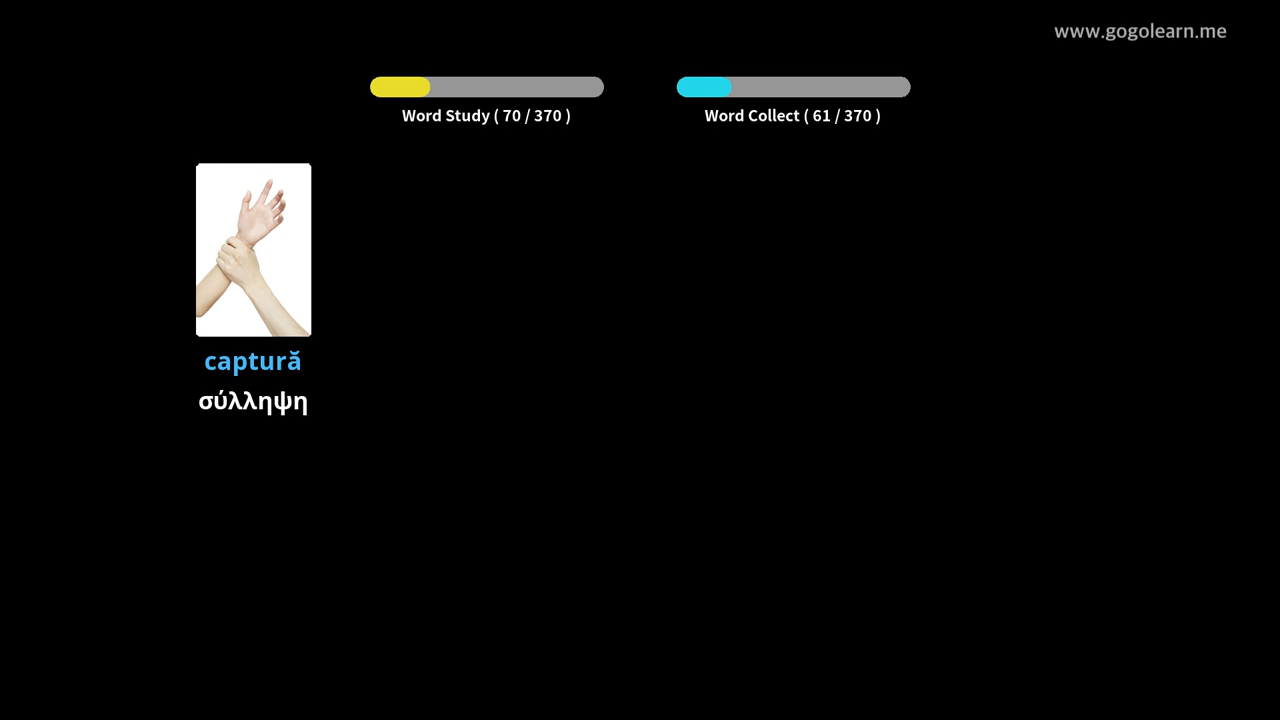 www.gogolearn.me
Word Study ( 70 / 370 )
Word Collect ( 61 / 370 )
captură
σύλληψη